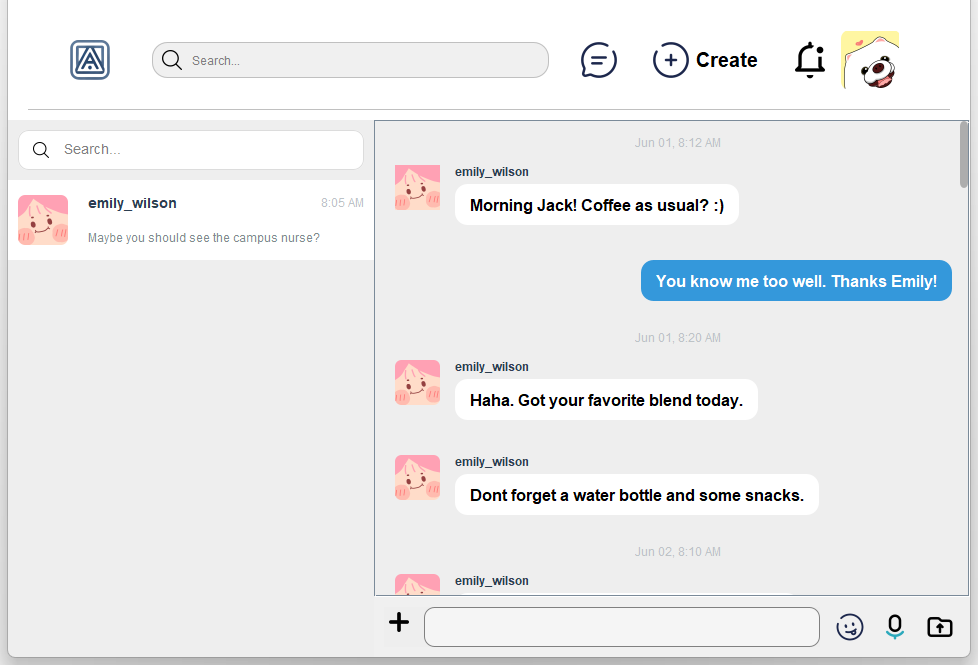 Search...
Create
Search...
emily_wilson
8:05 AM
Maybe you should see the campus nurse?
Jun 01, 8:12 AM
emily_wilson
Morning Jack! Coffee as usual? :)
You know me too well. Thanks Emily!
Jun 01, 8:20 AM
emily_wilson
Haha. Got your favorite blend today.
emily_wilson
Dont forget a water bottle and some snacks.
Jun 02, 8:10 AM
emily_wilson